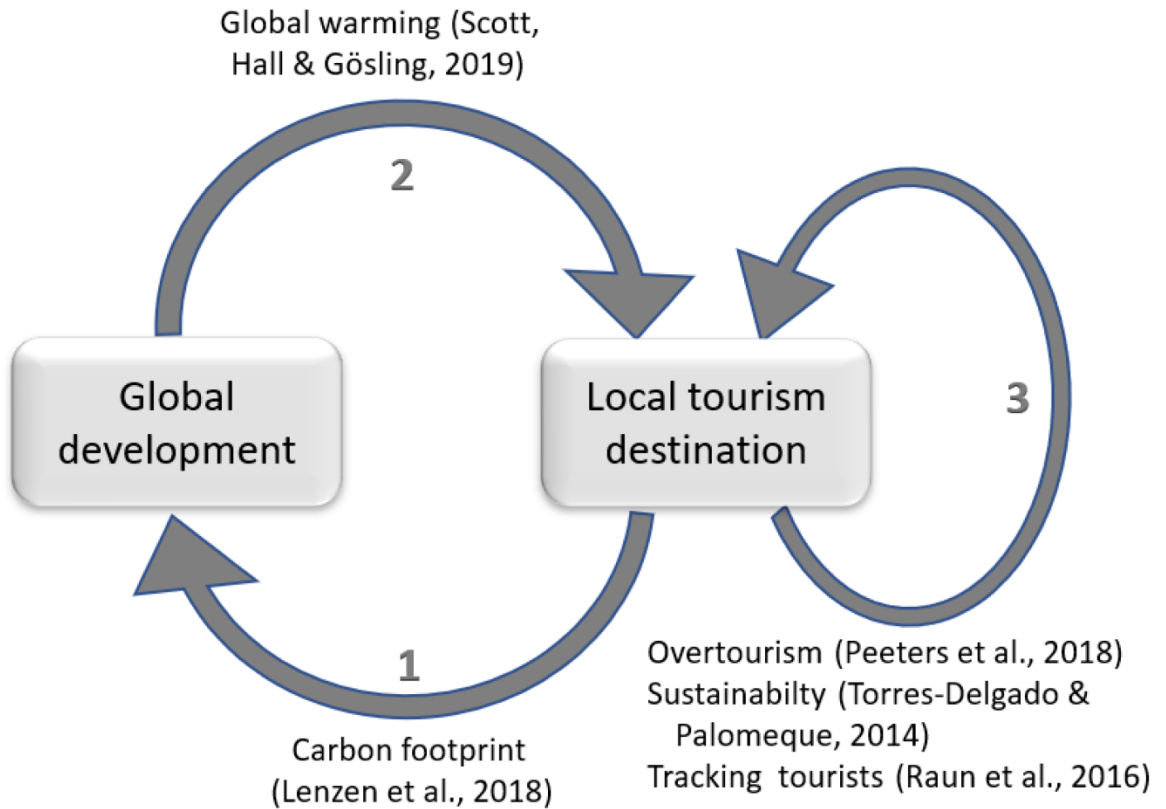 Global warming (Scott,
Hall & Gösling, 2019)
2
3
Global
development
Local tourism
destination
1
Carbon footprint
(Lenzen et al., 2018)
Overtourism (Peeters et al., 2018)
Sustainabilty (Torres-Delgado &
Palomeque, 2014)
Tracking tourists (Raun et al., 2016)